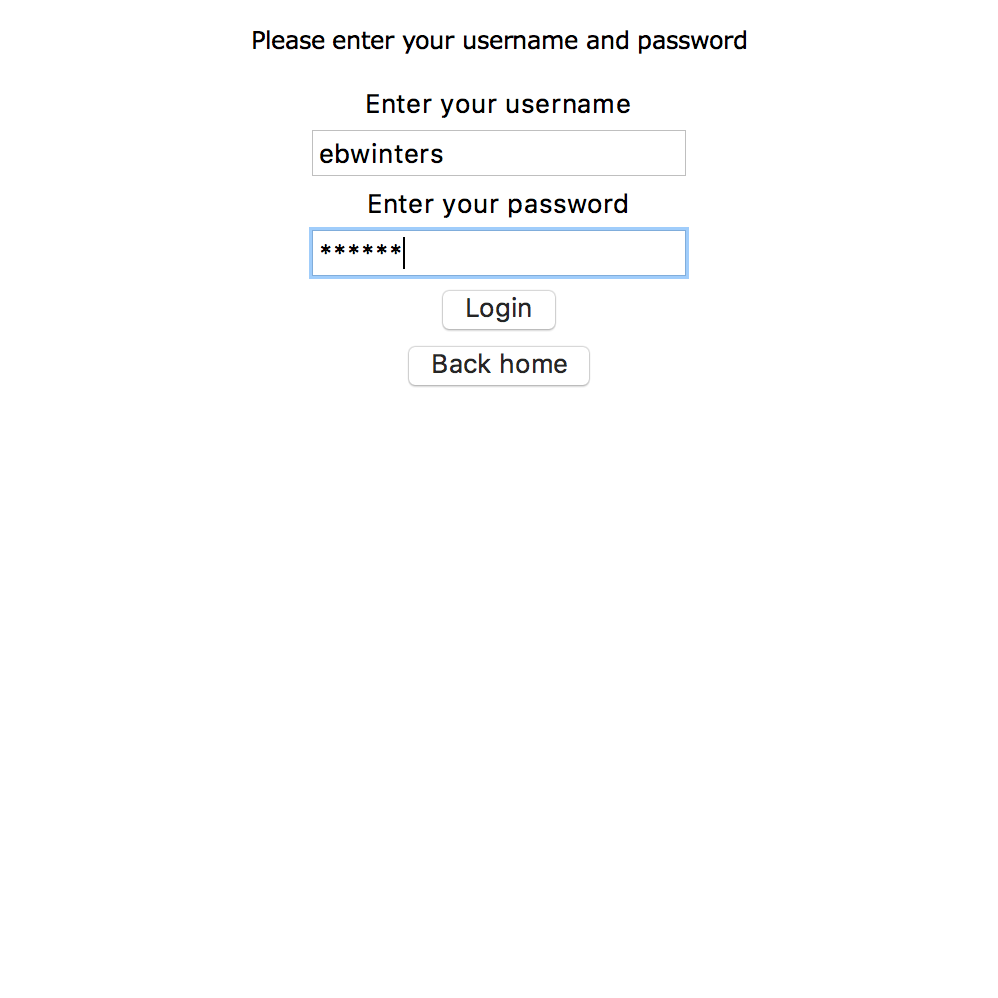 Please enter your username and password
Enter your username
ebwinters
Enter your password
******
Login
Back home